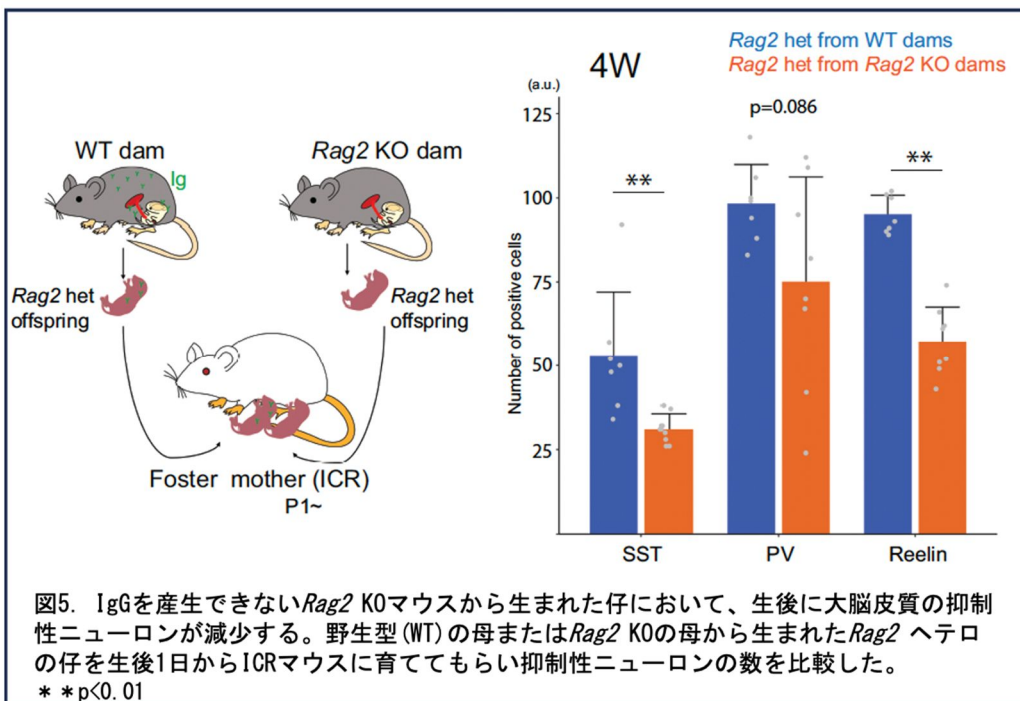 WT dam
Ig
Rag2 KO dam
Rag2 het
offspring
Rag2 het
offspring
Foster mother (ICR)
P1~
4W
Rag2 het from WT dams
Rag2 het from Rag2 KO dams
(a.u.)
Number of positive cells
125
100
75
50
25
**
p=0.086
**
SST
PV
Reelin
図5. IgGを産生できないRag2 KOマウスから生まれた仔において、生後に大脳皮質の抑制
性ニューロンが減少する。野生型(WT)の母またはRag2 KOの母から生まれたRag2 ヘテロ
の仔を生後1日からICRマウスに育ててもらい抑制性ニューロンの数を比較した。
＊＊p<0.01